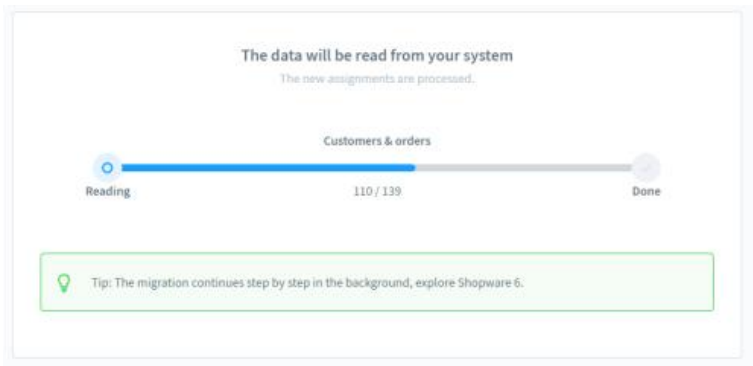 The data will be read from your system
The new assignments are processed.
Customers & orders
Reading
110 / 139
Done
Tip: The migration continues step by step in the background, explore Shopware 6.